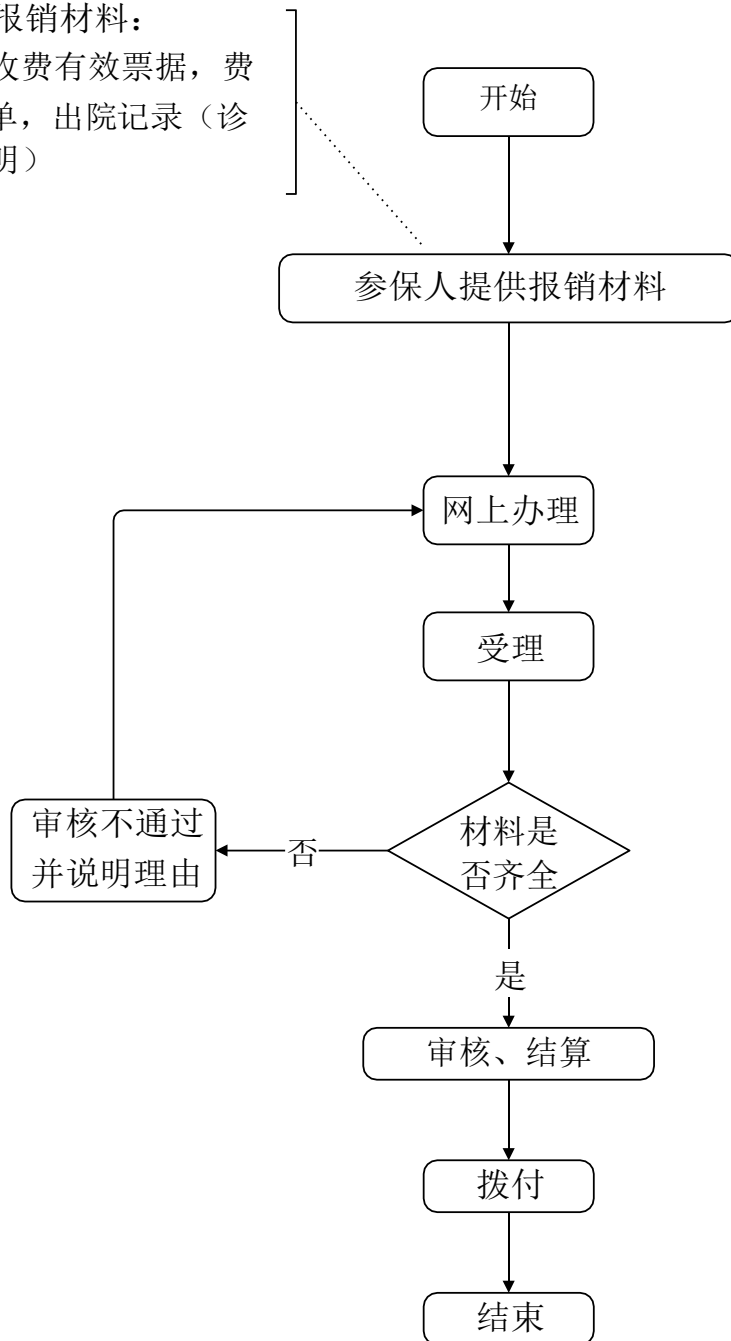 报销材料：
收费有效票据，费
单，出院记录（诊
明）
开始
参保人提供报销材料
网上办理
受理
材料是
否齐全
否
审核不通过
并说明理由
是
审核、结算
拨付
结束